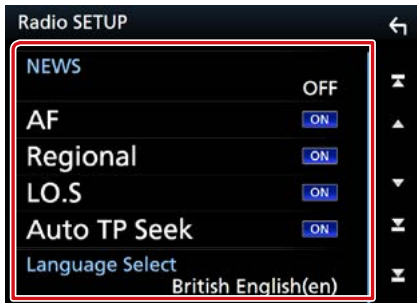 Radio SETUP
NEWS
OFF
AF ON
Regional ON
LO.S ON
Auto TP Seek ON
Language Select
British English(en)